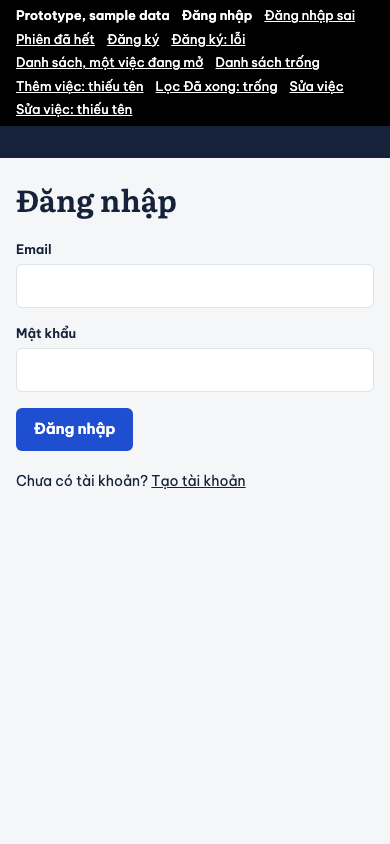 Prototype, sample data Đăng nhập Đăng nhập sai
Phiên đã hết Đăng ký Đăng ký: lỗi
Danh sách, một việc đang mở Danh sách trống
Thêm việc: thiếu tên Lọc Đã xong: trống Sửa việc
Sửa việc: thiếu tên
Đăng nhập
Email
Mật khẩu
Đăng nhập
Chưa có tài khoản? Tạo tài khoản